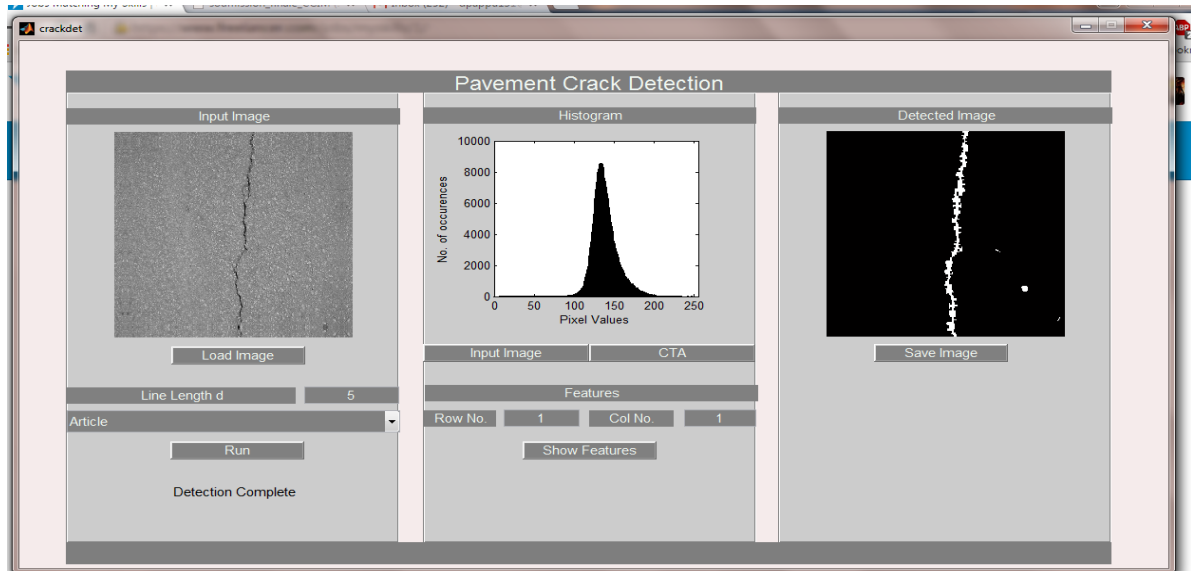 crackdet
Pavement Crack Detection
Input Image
Load Image
Line Length d 5
Article
Run
Detection Complete
Histogram
10000
8000
6000
4000
2000
0
No. of occurences
0 50 100 150 200 250
Pixel Values
Input Image CTA
Features
Row No. 1 Col No. 1
Show Features
Detected Image
Save Image
ABP